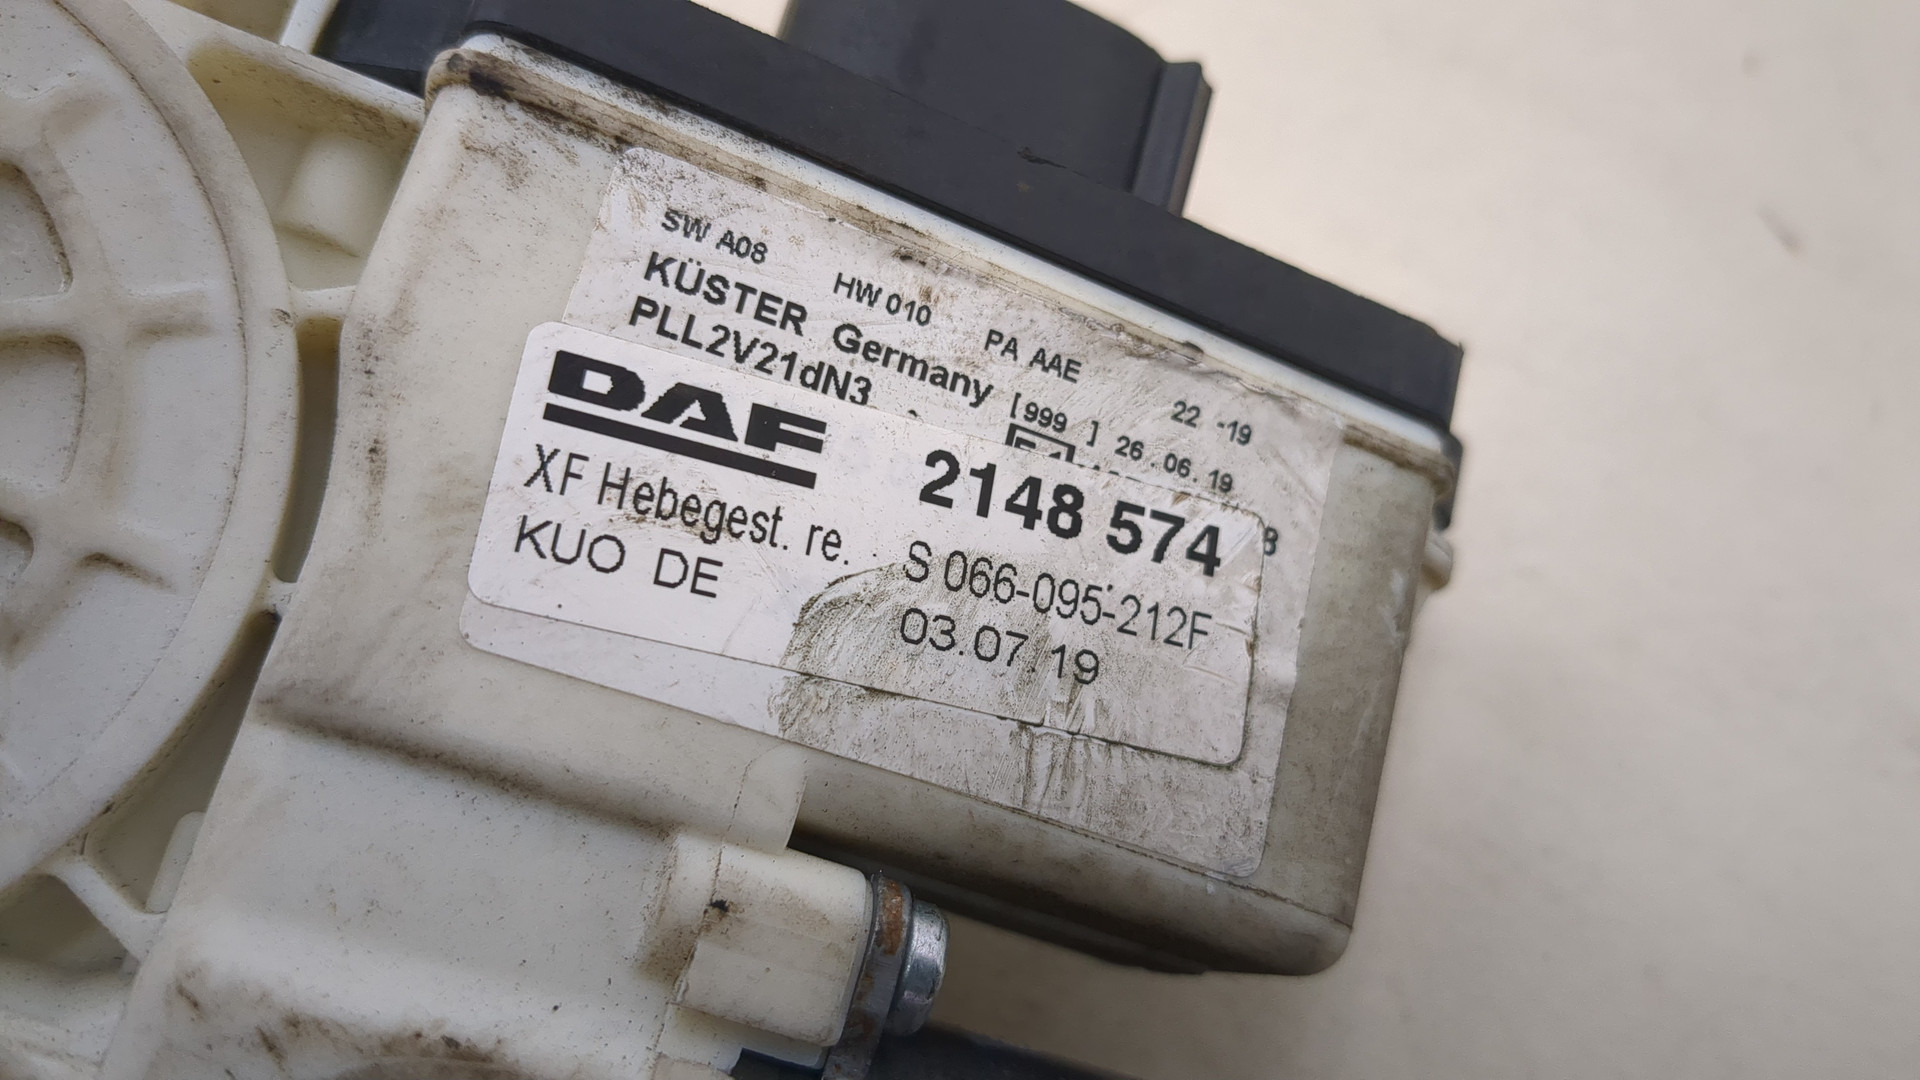 SW A08 HW 010 PA AAE 22 -19
KÜSTER Germany [999 ] 26.06.19
PLL2V21dN3
DAF 2148 574
XF Hebegest. re. S 066-095-212F
KUO DE 03.07.19